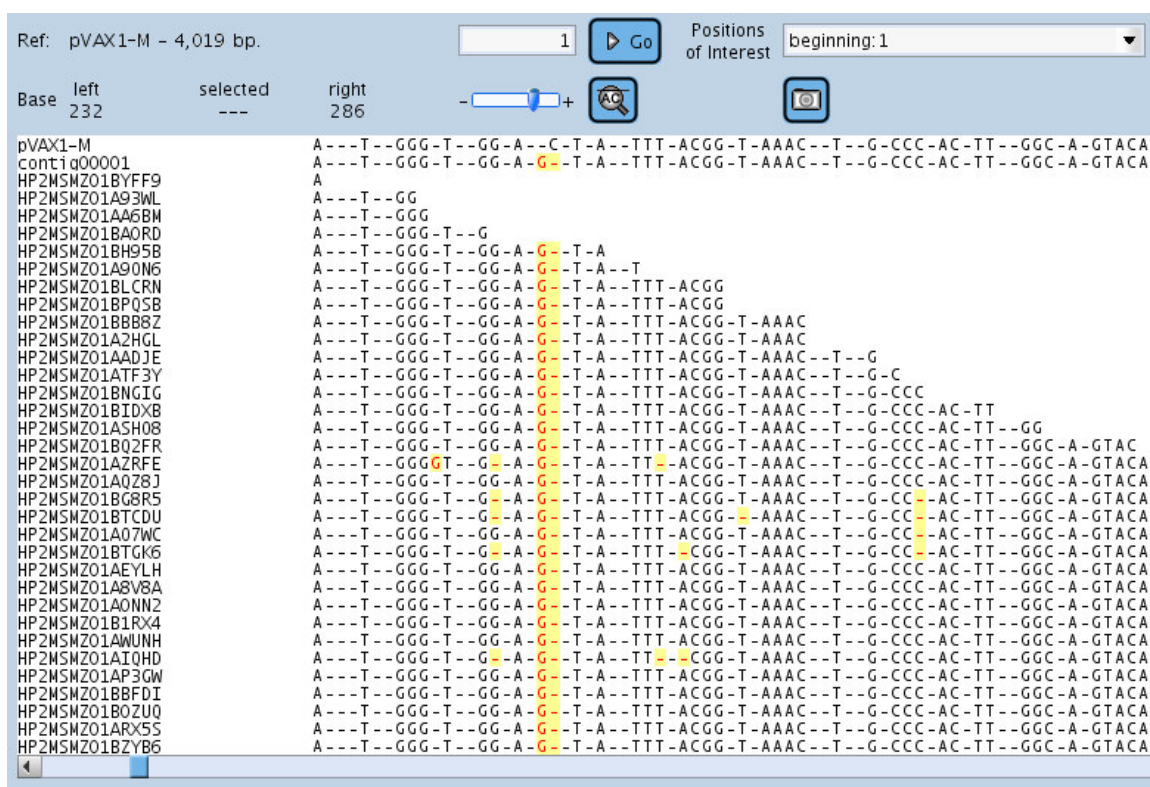 Ref: pVAX1-M – 4,019 bp.
1
Go
Positions of Interest
beginning:1
Base
left 232
selected ---
right 286
- +
AC
pVAX1-M A---T--GGG-T--GG-A--C-T-A--TTT-ACGG-T-AAAC--T--G-CCC-AC-TT--GGC-A-GTACA
contig00001 A---T--GGG-T--GG-A-G--T-A--TTT-ACGG-T-AAAC--T--G-CCC-AC-TT--GGC-A-GTACA
HP2MSMZ01BYFF9 A
HP2MSMZ01A93WL A---T--GG
HP2MSMZ01AA6BM A---T--GGG
HP2MSMZ01BAORD A---T--GGG-T--G
HP2MSMZ01BH95B A---T--GGG-T--GG-A-G--T-A
HP2MSMZ01A90N6 A---T--GGG-T--GG-A-G--T-A--T
HP2MSMZ01BLCRN A---T--GGG-T--GG-A-G--T-A--TTT-ACGG
HP2MSMZ01BPQSB A---T--GGG-T--GG-A-G--T-A--TTT-ACGG
HP2MSMZ01BBB8Z A---T--GGG-T--GG-A-G--T-A--TTT-ACGG-T-AAAC
HP2MSMZ01A2HGL A---T--GGG-T--GG-A-G--T-A--TTT-ACGG-T-AAAC
HP2MSMZ01AADJE A---T--GGG-T--GG-A-G--T-A--TTT-ACGG-T-AAAC--T--G
HP2MSMZ01ATF3Y A---T--GGG-T--GG-A-G--T-A--TTT-ACGG-T-AAAC--T--G-C
HP2MSMZ01BNGIG A---T--GGG-T--GG-A-G--T-A--TTT-ACGG-T-AAAC--T--G-CCC
HP2MSMZ01BIDXB A---T--GGG-T--GG-A-G--T-A--TTT-ACGG-T-AAAC--T--G-CCC-AC-TT
HP2MSMZ01ASH08 A---T--GGG-T--GG-A-G--T-A--TTT-ACGG-T-AAAC--T--G-CCC-AC-TT--GG
HP2MSMZ01BQ2FR A---T--GGG-T--GG-A-G--T-A--TTT-ACGG-T-AAAC--T--G-CCC-AC-TT--GGC-A-GTAC
HP2MSMZ01AZRFE A---T--GGGGT--G--A-G--T-A--TT--ACGG-T-AAAC--T--G-CCC-AC-TT--GGC-A-GTACA
HP2MSMZ01AQZ8J A---T--GGG-T--GG-A-G--T-A--TTT-ACGG-T-AAAC--T--G-CCC-AC-TT--GGC-A-GTACA
HP2MSMZ01BG8R5 A---T--GGG-T--G--A-G--T-A--TTT-ACGG-T-AAAC--T--G-CC--AC-TT--GGC-A-GTACA
HP2MSMZ01BTCDU A---T--GGG-T--G--A-G--T-A--TTT-ACGG---AAAC--T--G-CC--AC-TT--GGC-A-GTACA
HP2MSMZ01A07WC A---T--GGG-T--GG-A-G--T-A--TTT-ACGG-T-AAAC--T--G-CC--AC-TT--GGC-A-GTACA
HP2MSMZ01BTGK6 A---T--GGG-T--G--A-G--T-A--TTT--CGG-T-AAAC--T--G-CC--AC-TT--GGC-A-GTACA
HP2MSMZ01AEYLH A---T--GGG-T--GG-A-G--T-A--TTT-ACGG-T-AAAC--T--G-CCC-AC-TT--GGC-A-GTACA
HP2MSMZ01A8V8A A---T--GGG-T--GG-A-G--T-A--TTT-ACGG-T-AAAC--T--G-CCC-AC-TT--GGC-A-GTACA
HP2MSMZ01AONN2 A---T--GGG-T--GG-A-G--T-A--TTT-ACGG-T-AAAC--T--G-CCC-AC-TT--GGC-A-GTACA
HP2MSMZ01B1RX4 A---T--GGG-T--GG-A-G--T-A--TTT-ACGG-T-AAAC--T--G-CCC-AC-TT--GGC-A-GTACA
HP2MSMZ01AWUNH A---T--GGG-T--GG-A-G--T-A--TTT-ACGG-T-AAAC--T--G-CCC-AC-TT--GGC-A-GTACA
HP2MSMZ01AIQHD A---T--GGG-T--G--A-G--T-A--TT---CGG-T-AAAC--T--G-CCC-AC-TT--GGC-A-GTACA
HP2MSMZ01AP3GW A---T--GGG-T--GG-A-G--T-A--TTT-ACGG-T-AAAC--T--G-CCC-AC-TT--GGC-A-GTACA
HP2MSMZ01BBFDI A---T--GGG-T--GG-A-G--T-A--TTT-ACGG-T-AAAC--T--G-CCC-AC-TT--GGC-A-GTACA
HP2MSMZ01BOZUQ A---T--GGG-T--GG-A-G--T-A--TTT-ACGG-T-AAAC--T--G-CCC-AC-TT--GGC-A-GTACA
HP2MSMZ01ARX5S A---T--GGG-T--GG-A-G--T-A--TTT-ACGG-T-AAAC--T--G-CCC-AC-TT--GGC-A-GTACA
HP2MSMZ01BZYB6 A---T--GGG-T--GG-A-G--T-A--TTT-ACGG-T-AAAC--T--G-CCC-AC-TT--GGC-A-GTACA